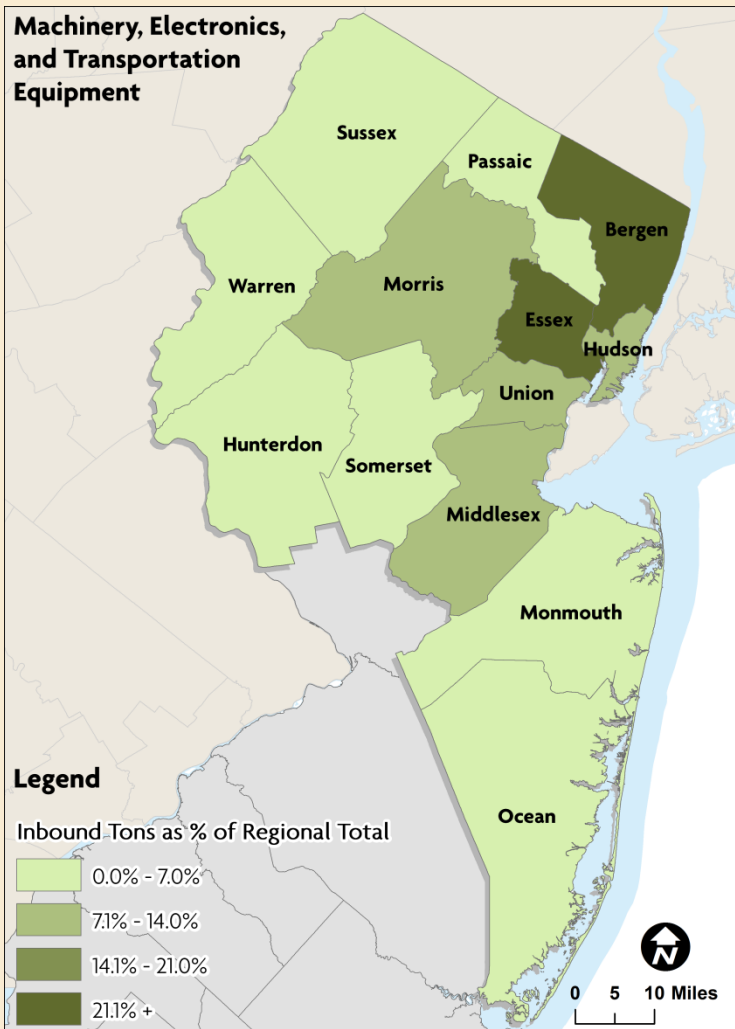 Machinery, Electronics,
and Transportation
Equipment
Sussex
Passaic
Bergen
Warren
Morris
Essex
Hudson
Union
Hunterdon
Somerset
Middlesex
Monmouth
Ocean
Legend
Inbound Tons as % of Regional Total
0.0% - 7.0%
7.1% - 14.0%
14.1% - 21.0%
21.1% +
N
0 5 10 Miles